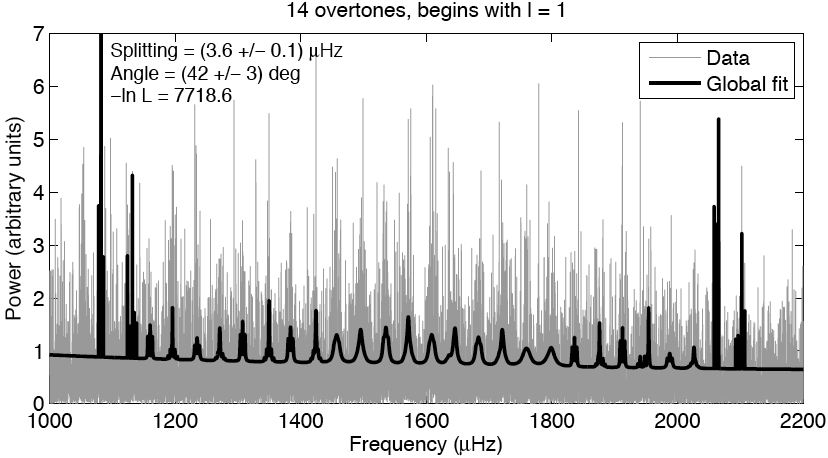 14 overtones, begins with l = 1
Splitting = (3.6 +/− 0.1) μHz
Angle = (42 +/− 3) deg
−ln L = 7718.6
Data
Global fit
Power (arbitrary units)
7
6
5
4
3
2
1
0
1000 1200 1400 1600 1800 2000 2200
Frequency (μHz)